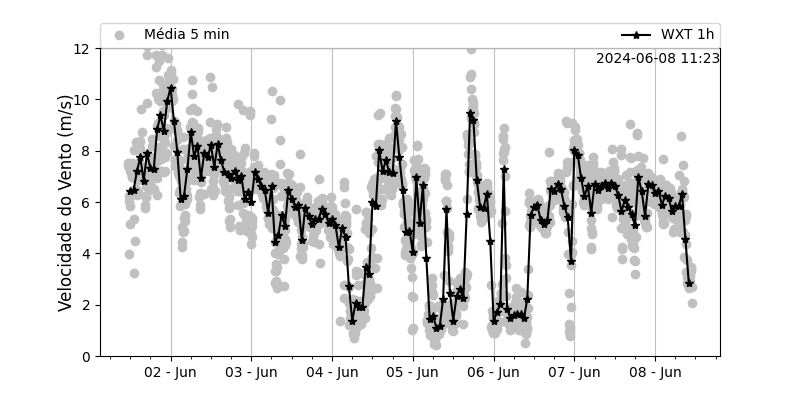 Média 5 min
WXT 1h
2024-06-08 11:23
Velocidade do Vento (m/s)
12
10
8
6
4
2
0
02 - Jun
03 - Jun
04 - Jun
05 - Jun
06 - Jun
07 - Jun
08 - Jun